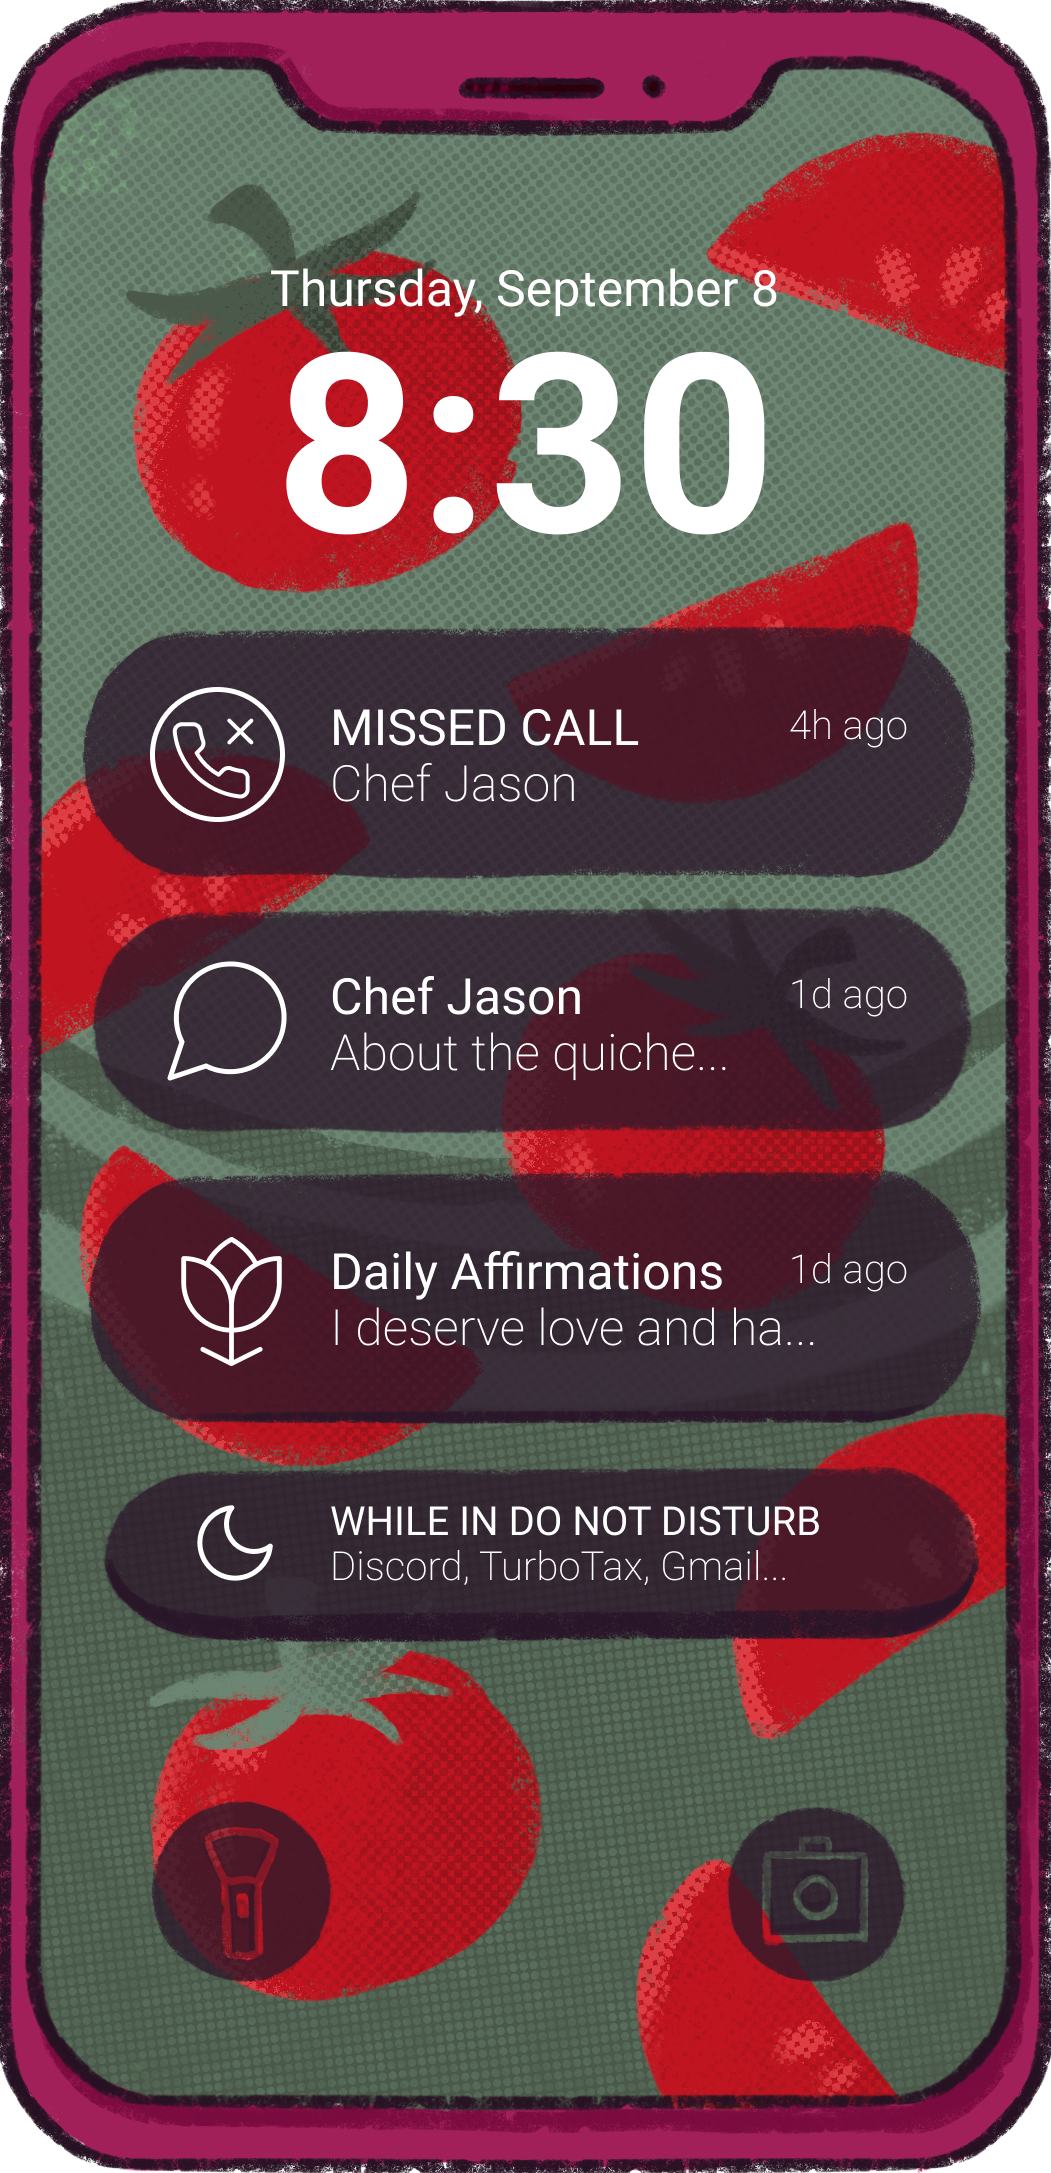 Thursday, September 8
8:30
MISSED CALL
4h ago
Chef Jason
Chef Jason
1d ago
About the quiche...
Daily Affirmations
1d ago
I deserve love and ha...
WHILE IN DO NOT DISTURB
Discord, TurboTax, Gmail...